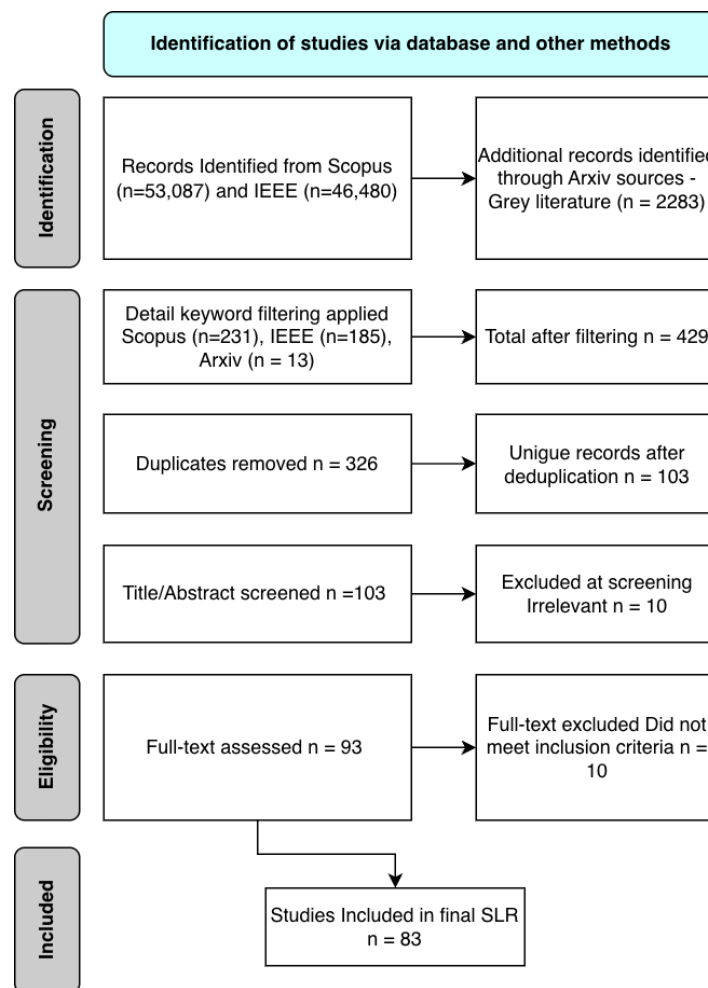 Identification of studies via database and other methods
Identification
Records Identified from Scopus
(n=53,087) and IEEE (n=46,480)
Additional records identified
through Arxiv sources -
Grey literature (n = 2283)
Screening
Detail keyword filtering applied
Scopus (n=231), IEEE (n=185),
Arxiv (n = 13)
Total after filtering n = 429
Duplicates removed n = 326
Unigue records after
deduplication n = 103
Title/Abstract screened n =103
Excluded at screening
Irrelevant n = 10
Eligibility
Full-text assessed n = 93
Full-text excluded Did not
meet inclusion criteria n =
10
Included
Studies Included in final SLR
n = 83